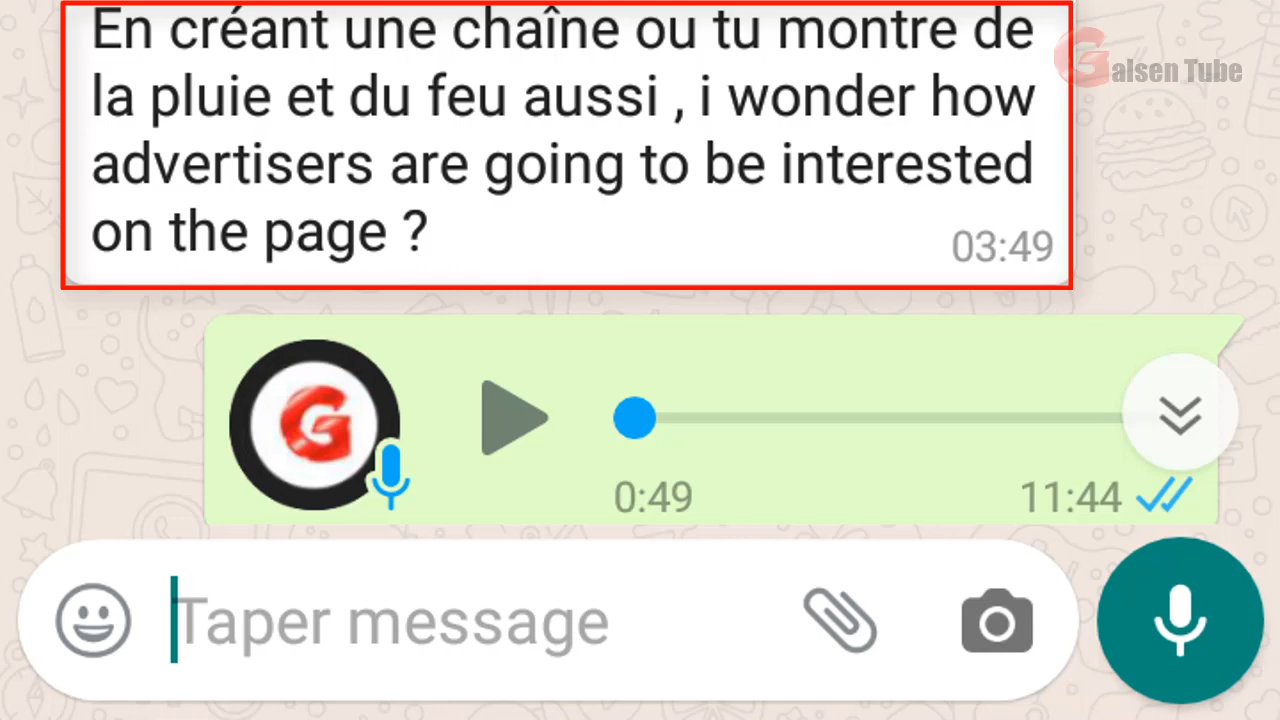 En créant une chaîne ou tu montre de
la pluie et du feu aussi , i wonder how
advertisers are going to be interested
on the page ?
03:49
Galsen Tube
G
0:49
11:44
Taper message